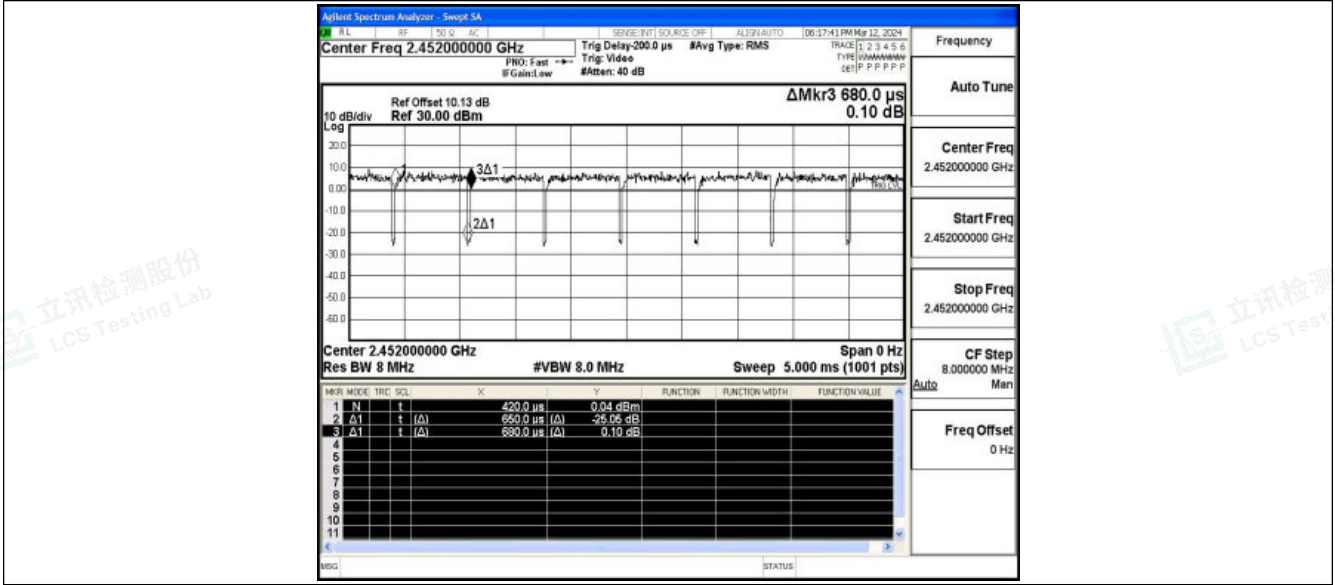 Agilent Spectrum Analyzer - Swept SA
RL RF 50 Ω AC SENSE:INT SOURCE OFF ALIGN AUTO 06:17:41 PM Mar 12, 2024
Center Freq 2.452000000 GHz
PNO: Fast
IFGain:Low
Trig Delay-200.0 µs #Avg Type: RMS
Trig: Video
#Atten: 40 dB
TRACE 1 2 3 4 5 6
TYPE WWWWWW
DET P P P P P P
Frequency
Auto Tune
Center Freq
2.452000000 GHz
Start Freq
2.452000000 GHz
Stop Freq
2.452000000 GHz
CF Step
8.000000 MHz
Auto Man
Freq Offset
0 Hz
ΔMkr3 680.0 µs
0.10 dB
Ref Offset 10.13 dB
10 dB/div Ref 30.00 dBm
Log
20.0
10.0
0.00
-10.0
-20.0
-30.0
-40.0
-50.0
-60.0
3Δ1
2Δ1
TRIG LVL
Center 2.452000000 GHz Span 0 Hz
Res BW 8 MHz #VBW 8.0 MHz Sweep 5.000 ms (1001 pts)
MKR MODE TRC SCL X Y FUNCTION FUNCTION WIDTH FUNCTION VALUE
1 N t 420.0 µs 0.04 dBm
2 Δ1 t (Δ) 650.0 µs (Δ) -25.05 dB
3 Δ1 t (Δ) 680.0 µs (Δ) 0.10 dB
4
5
6
7
8
9
10
11
MSG STATUS
立讯检测股份
LCS Testing Lab
立讯检测
LCS Test